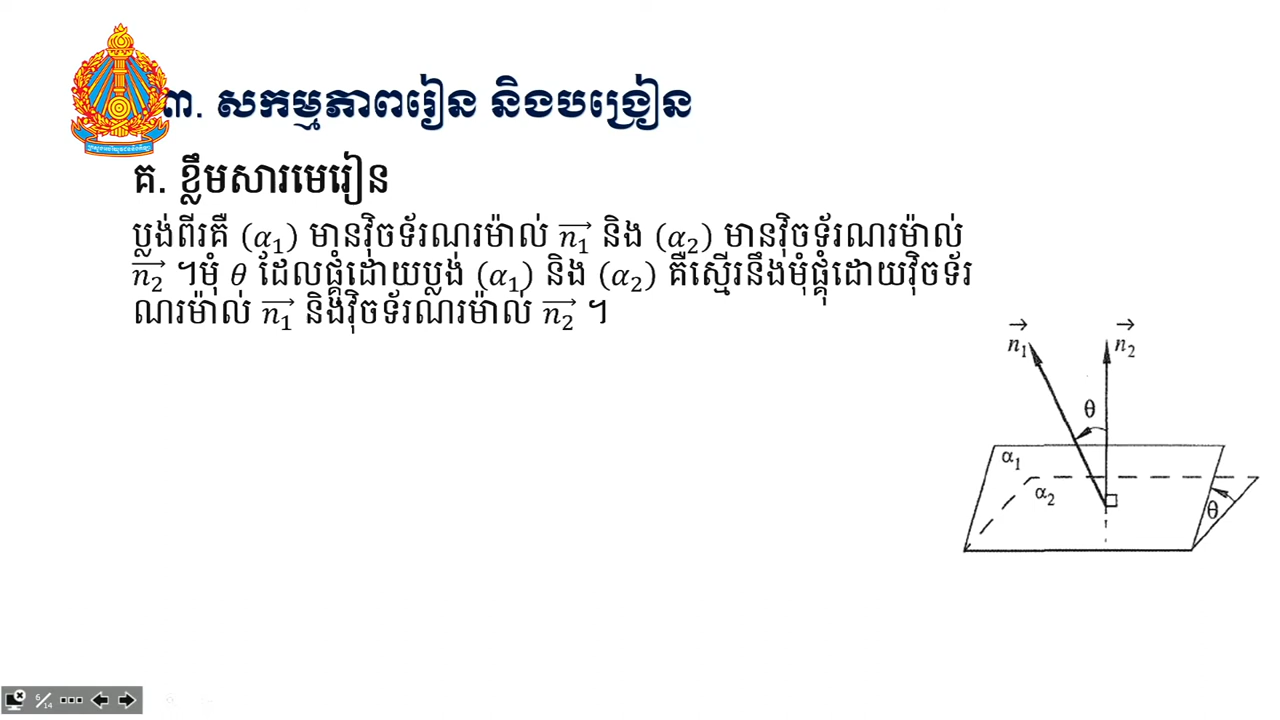 ៣. សកម្មភាពរៀន និងបង្រៀន
គ. ខ្លឹមសារមេរៀន
ប្លង់ពីរគឺ (α₁) មានវ៉ិចទ័រណរម៉ាល់ n₁→ និង (α₂) មានវ៉ិចទ័រណរម៉ាល់
n₂→ ។មុំ θ ដែលផ្គុំដោយប្លង់ (α₁) និង (α₂) គឺស្មើរនឹងមុំផ្គុំដោយវ៉ិចទ័រ
ណរម៉ាល់ n₁→ និងវ៉ិចទ័រណរម៉ាល់ n₂→ ។
n₁→ n₂→
θ
α₁
α₂
θ
6/14